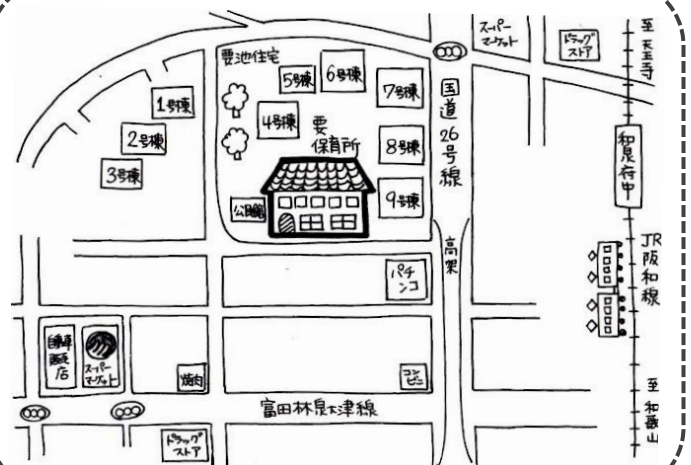 スーパー
マーケット
ドラッグ
ストア
至
天王寺
要池住宅
5号棟
6号棟
7号棟
国道26号線
1号棟
4号棟
要
保育所
2号棟
8号棟
和泉府中
3号棟
9号棟
公民館
高架
JR阪和線
パチ
ンコ
自動車
販売
店
スーパー
マーケット
焼肉
コン
ビニ
至
和歌山
富田林泉大津線
ドラッグ
ストア